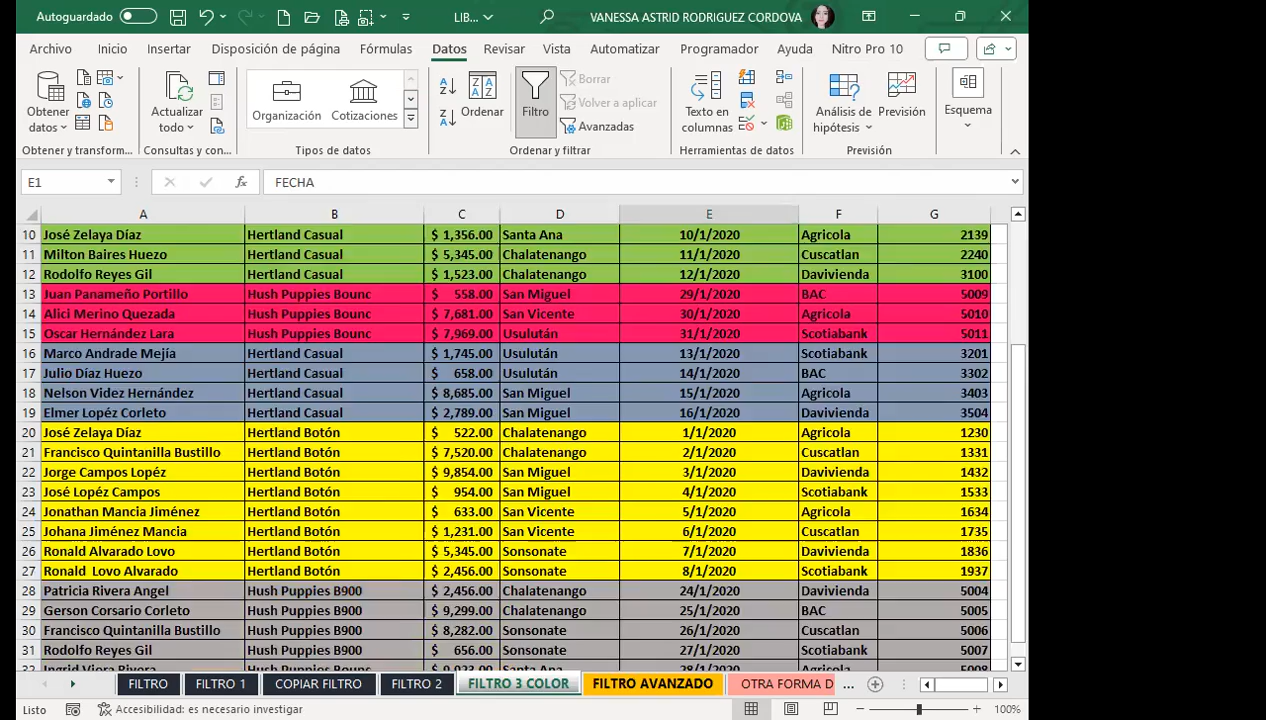 Autoguardado LIB... VANESSA ASTRID RODRIGUEZ CORDOVA
Archivo Inicio Insertar Disposición de página Fórmulas Datos Revisar Vista Automatizar Programador Ayuda Nitro Pro 10
Obtener datos
Actualizar todo
Organización Cotizaciones
Ordenar
Filtro
Borrar
Volver a aplicar
Avanzadas
Texto en columnas
Análisis de hipótesis
Previsión
Esquema
Obtener y transform... Consultas y con... Tipos de datos Ordenar y filtrar Herramientas de datos Previsión
E1 fx FECHA
A B C D E F G
10 José Zelaya Díaz Hertland Casual $ 1,356.00 Santa Ana 10/1/2020 Agricola 2139
11 Milton Baires Huezo Hertland Casual $ 5,345.00 Chalatenango 11/1/2020 Cuscatlan 2240
12 Rodolfo Reyes Gil Hertland Casual $ 1,523.00 Chalatenango 12/1/2020 Davivienda 3100
13 Juan Panameño Portillo Hush Puppies Bounc $ 558.00 San Miguel 29/1/2020 BAC 5009
14 Alici Merino Quezada Hush Puppies Bounc $ 7,681.00 San Vicente 30/1/2020 Agricola 5010
15 Oscar Hernández Lara Hush Puppies Bounc $ 7,969.00 Usulután 31/1/2020 Scotiabank 5011
16 Marco Andrade Mejía Hertland Casual $ 1,745.00 Usulután 13/1/2020 Scotiabank 3201
17 Julio Díaz Huezo Hertland Casual $ 658.00 Usulután 14/1/2020 BAC 3302
18 Nelson Videz Hernández Hertland Casual $ 8,685.00 San Miguel 15/1/2020 Agricola 3403
19 Elmer Lopéz Corleto Hertland Casual $ 2,789.00 San Miguel 16/1/2020 Davivienda 3504
20 José Zelaya Díaz Hertland Botón $ 522.00 Chalatenango 1/1/2020 Agricola 1230
21 Francisco Quintanilla Bustillo Hertland Botón $ 7,520.00 Chalatenango 2/1/2020 Cuscatlan 1331
22 Jorge Campos Lopéz Hertland Botón $ 9,854.00 San Miguel 3/1/2020 Davivienda 1432
23 José Lopéz Campos Hertland Botón $ 954.00 San Miguel 4/1/2020 Scotiabank 1533
24 Jonathan Mancia Jiménez Hertland Botón $ 633.00 San Vicente 5/1/2020 Agricola 1634
25 Johana Jiménez Mancia Hertland Botón $ 1,231.00 San Vicente 6/1/2020 Cuscatlan 1735
26 Ronald Alvarado Lovo Hertland Botón $ 5,345.00 Sonsonate 7/1/2020 Davivienda 1836
27 Ronald Lovo Alvarado Hertland Botón $ 2,456.00 Sonsonate 8/1/2020 Scotiabank 1937
28 Patricia Rivera Angel Hush Puppies B900 $ 2,456.00 Chalatenango 24/1/2020 Davivienda 5004
29 Gerson Corsario Corleto Hush Puppies B900 $ 9,299.00 Chalatenango 25/1/2020 BAC 5005
30 Francisco Quintanilla Bustillo Hush Puppies B900 $ 8,282.00 Sonsonate 26/1/2020 Cuscatlan 5006
31 Rodolfo Reyes Gil Hush Puppies B900 $ 656.00 Sonsonate 27/1/2020 Scotiabank 5007
32 Ingrid Viera Rivera Hush Puppies Bounc $ 9,923.00 Santa Ana 28/1/2020 Agricola 5008
FILTRO FILTRO 1 COPIAR FILTRO FILTRO 2 FILTRO 3 COLOR FILTRO AVANZADO OTRA FORMA D ...
Listo Accesibilidad: es necesario investigar 100%